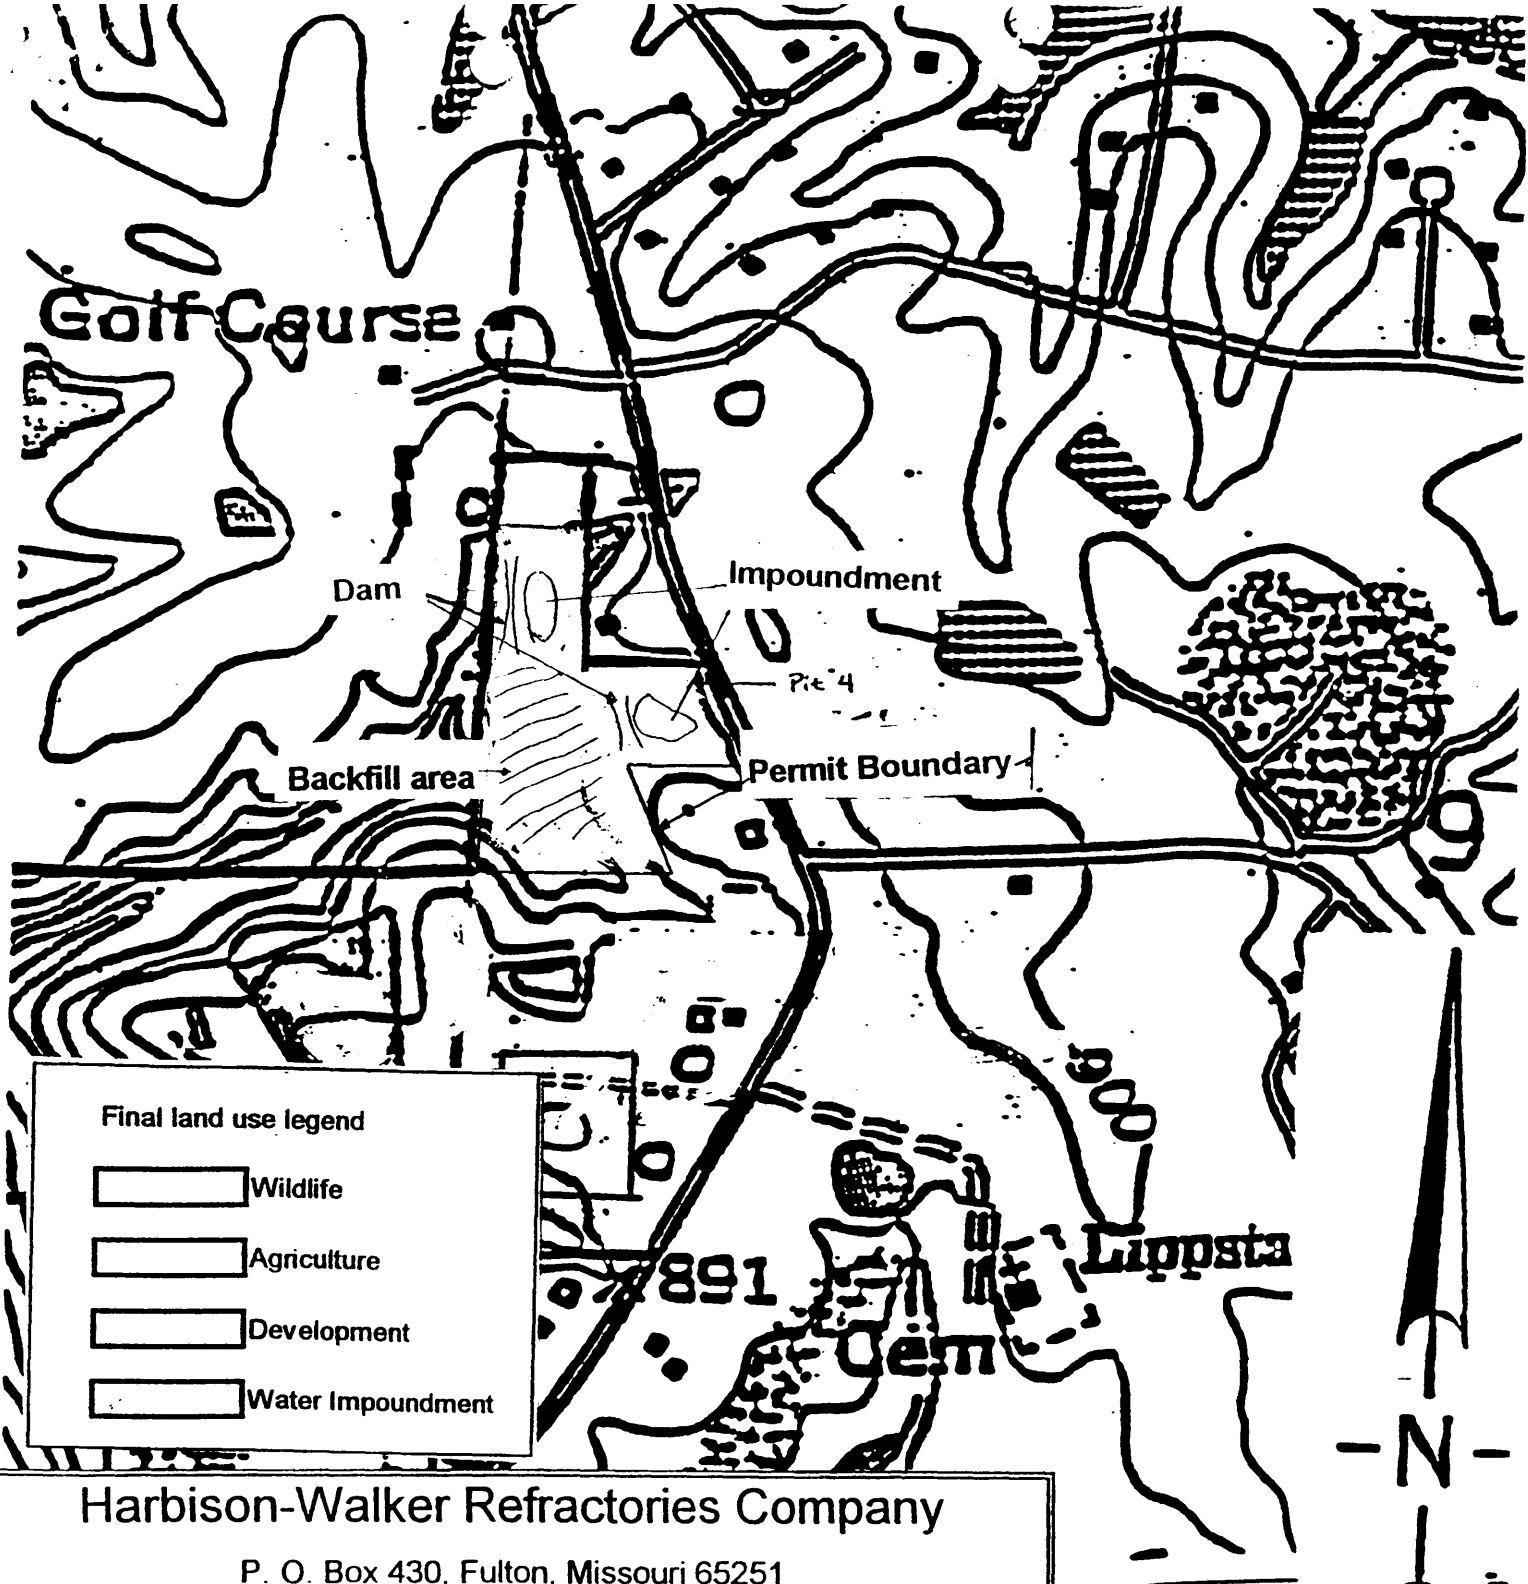 Golf Course
Dam
Impoundment
Pit 4
Backfill area
Permit Boundary
9
900
Final land use legend
Wildlife
Agriculture
Development
Water Impoundment
891
Cem
Lippsta
-N-
Harbison-Walker Refractories Company
P. O. Box 430, Fulton, Missouri 65251